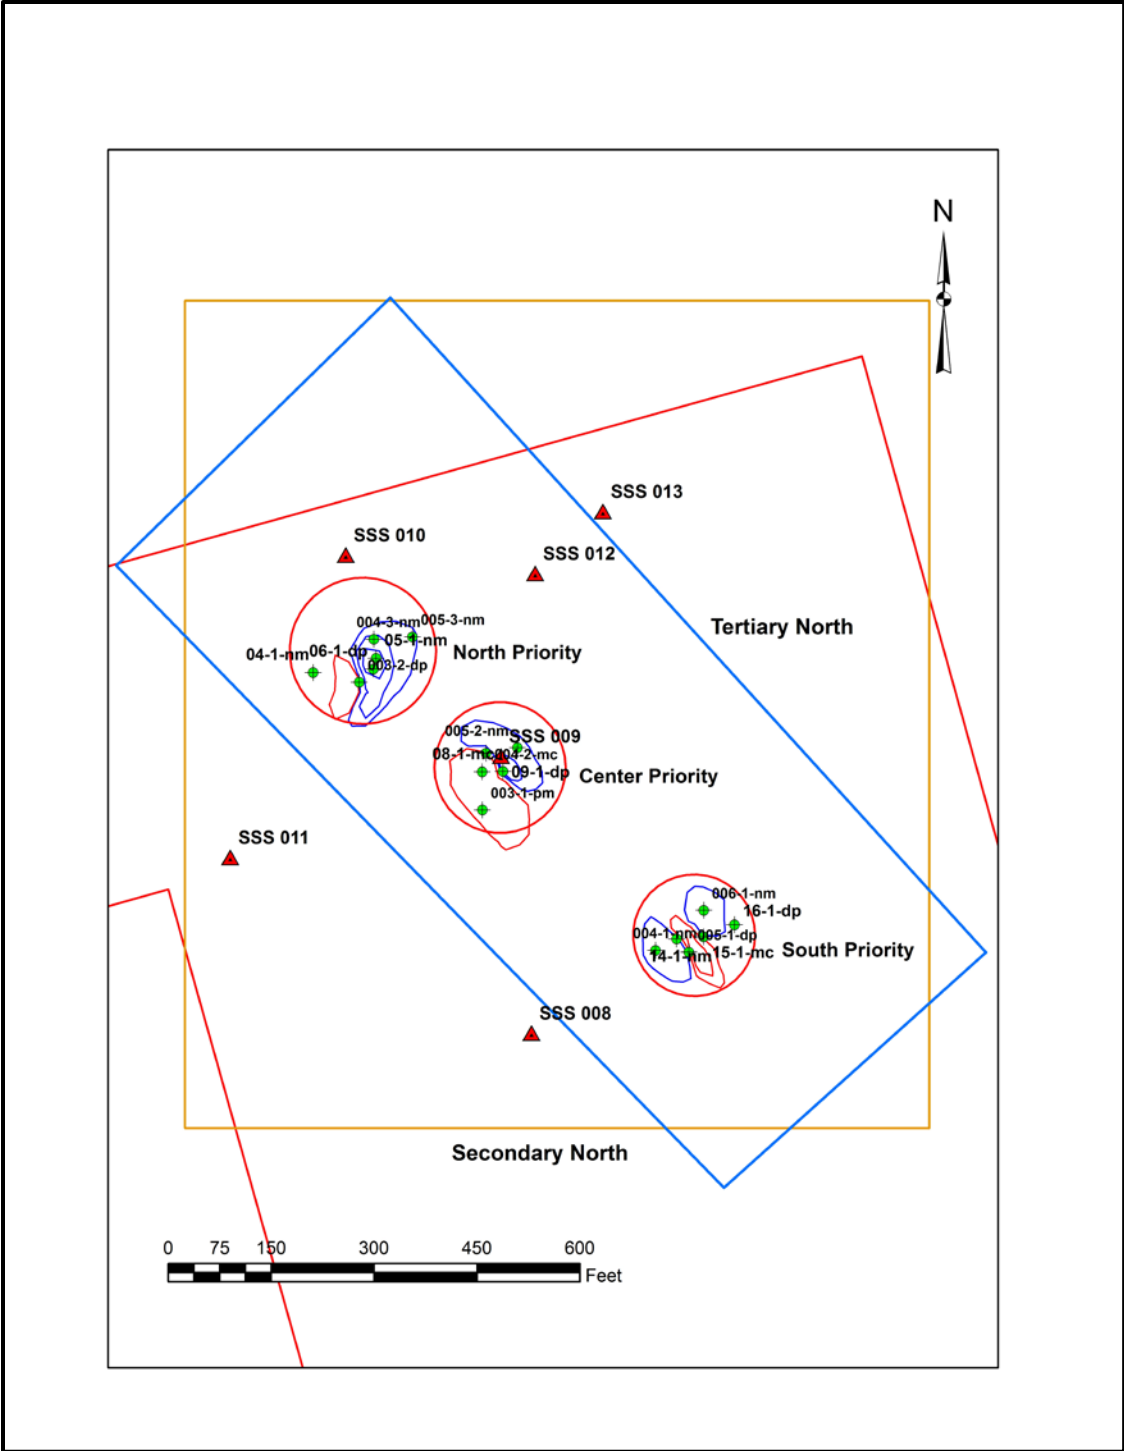 N
SSS 013
SSS 010
SSS 012
004-3-nm
005-3-nm
Tertiary North
05-1-nm
04-1-nm
06-1-dp
North Priority
003-2-dp
005-2-nm
SSS 009
08-1-mc
004-2-mc
09-1-dp
Center Priority
003-1-pm
SSS 011
006-1-nm
16-1-dp
004-1-nm
005-1-dp
14-1-nm
15-1-mc
South Priority
SSS 008
Secondary North
0 75 150 300 450 600
Feet